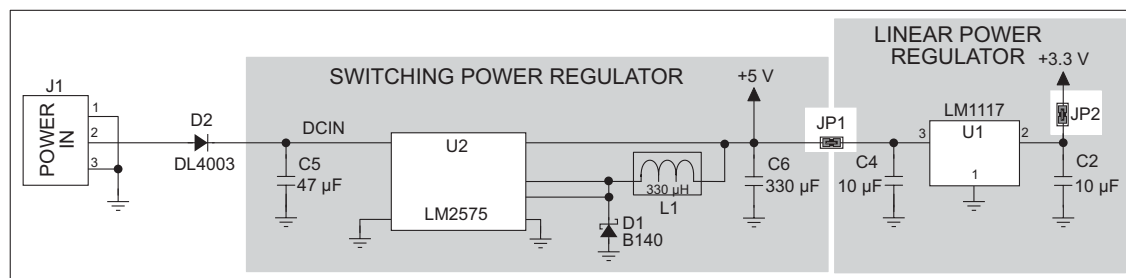 LINEAR POWER
REGULATOR
SWITCHING POWER REGULATOR
+5 V
+3.3 V
J1
POWER
IN
1
2
3
D2
DL4003
DCIN
C5
47 µF
U2
LM2575
330 µH
L1
D1
B140
C6
330 µF
JP1
C4
10 µF
LM1117
U1
3
2
1
JP2
C2
10 µF